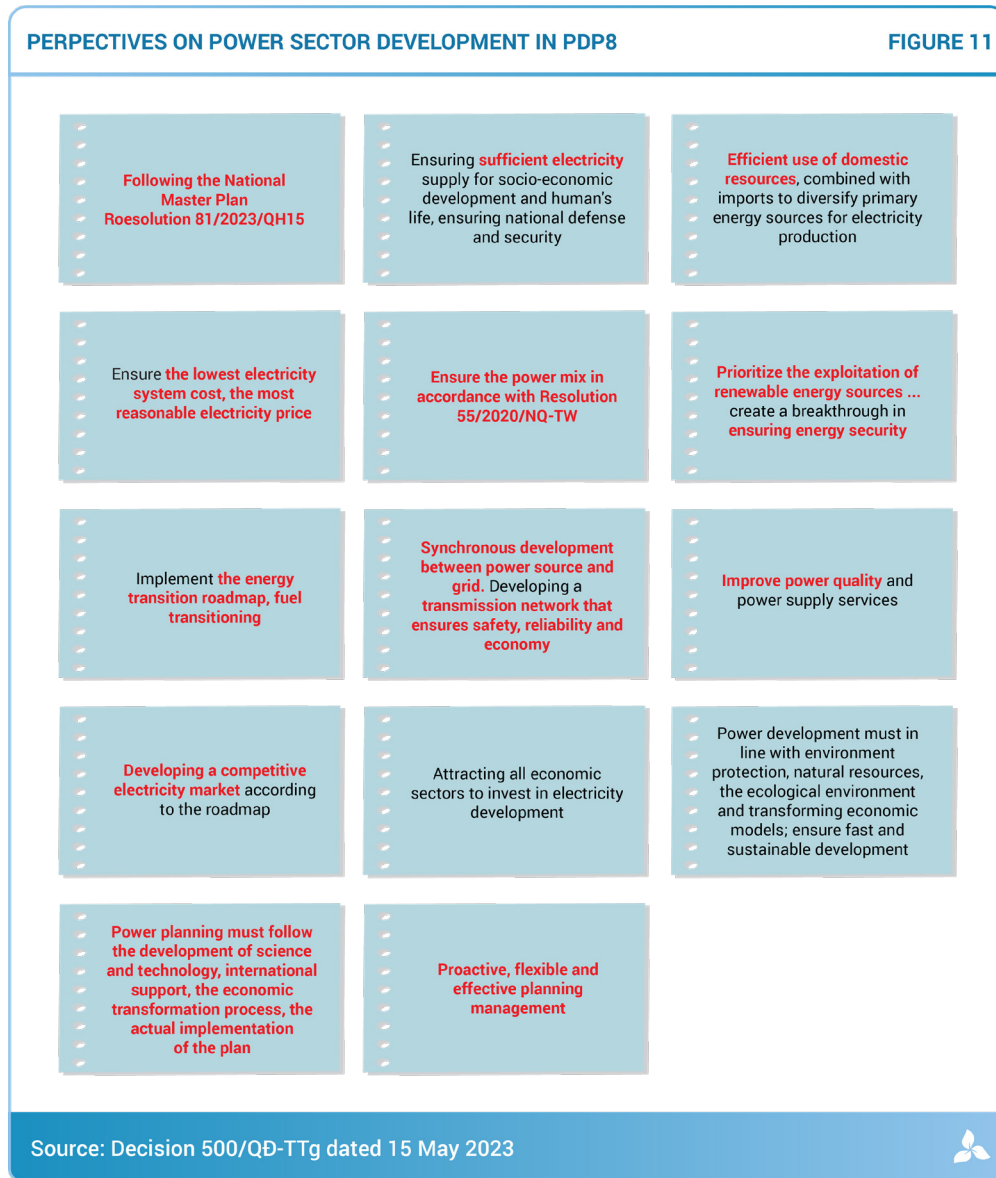 PERPECTIVES ON POWER SECTOR DEVELOPMENT IN PDP8
FIGURE 11
Following the National
Master Plan
Roesolution 81/2023/QH15
Ensuring sufficient electricity
supply for socio-economic
development and human's
life, ensuring national defense
and security
Efficient use of domestic
resources, combined with
imports to diversify primary
energy sources for electricity
production
Ensure the lowest electricity
system cost, the most
reasonable electricity price
Ensure the power mix in
accordance with Resolution
55/2020/NQ-TW
Prioritize the exploitation of
renewable energy sources ...
create a breakthrough in
ensuring energy security
Implement the energy
transition roadmap, fuel
transitioning
Synchronous development
between power source and
grid. Developing a
transmission network that
ensures safety, reliability and
economy
Improve power quality and
power supply services
Developing a competitive
electricity market according
to the roadmap
Attracting all economic
sectors to invest in electricity
development
Power development must in
line with environment
protection, natural resources,
the ecological environment
and transforming economic
models; ensure fast and
sustainable development
Power planning must follow
the development of science
and technology, international
support, the economic
transformation process, the
actual implementation
of the plan
Proactive, flexible and
effective planning
management
Source: Decision 500/QĐ-TTg dated 15 May 2023